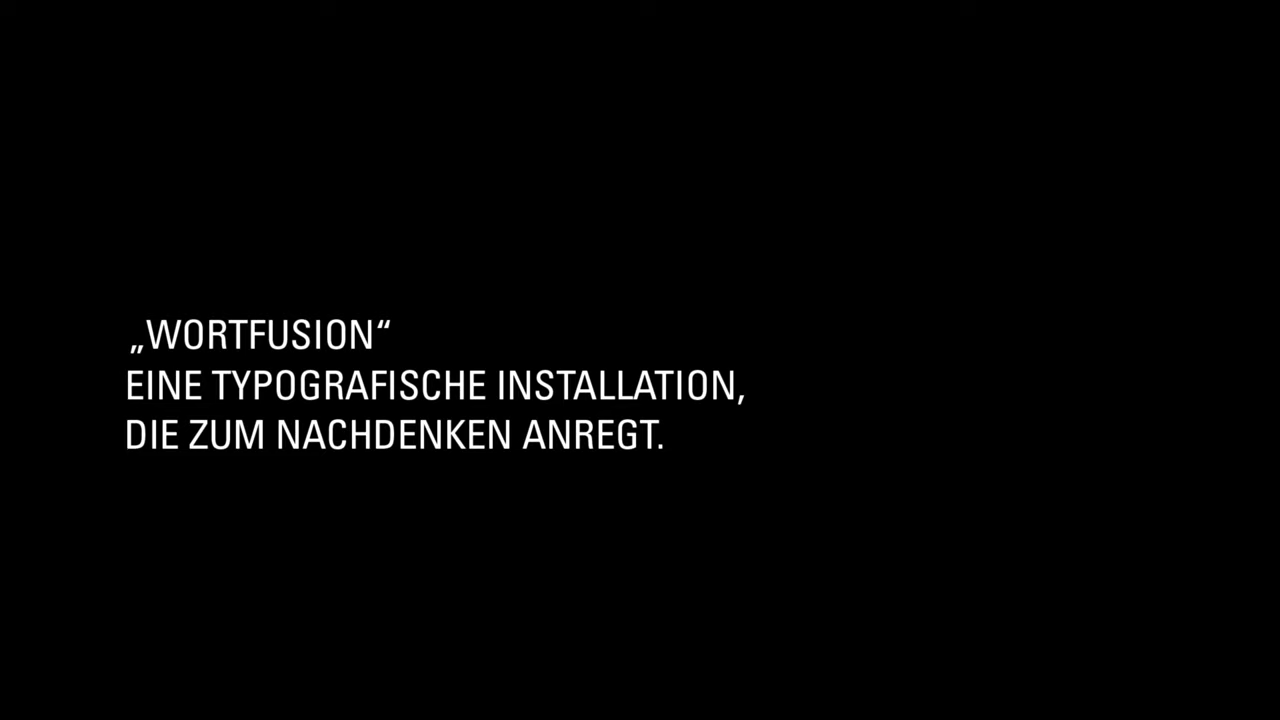 „WORTFUSION“
EINE TYPOGRAFISCHE INSTALLATION,
DIE ZUM NACHDENKEN ANREGT.